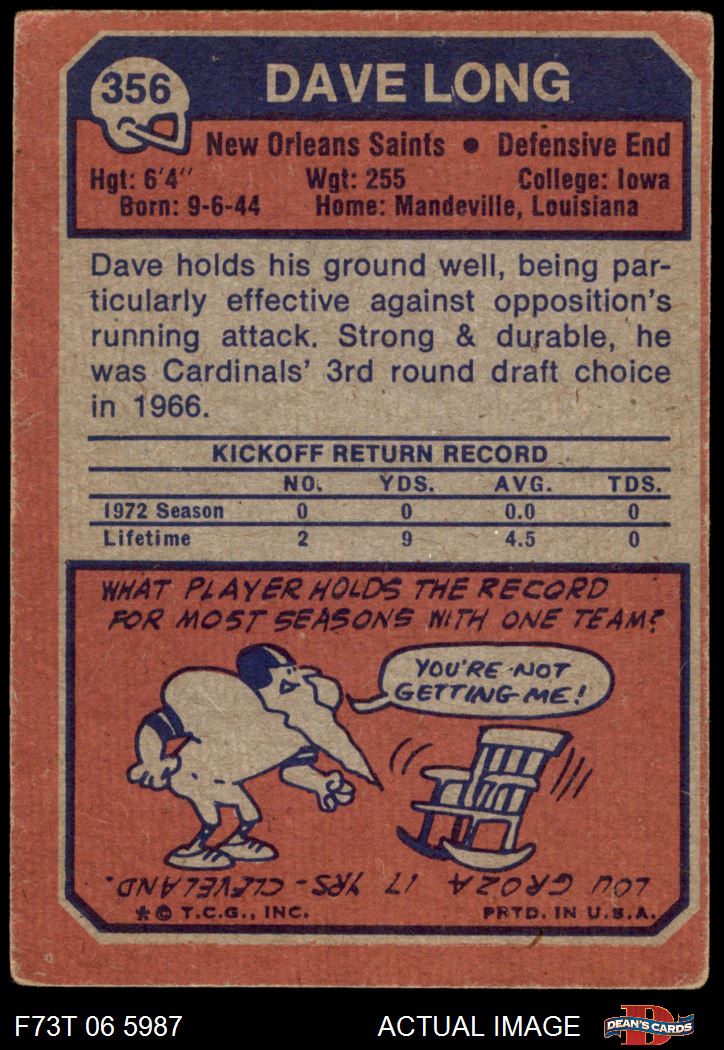 356
DAVE LONG
New Orleans Saints • Defensive End
Hgt: 6'4" Wgt: 255 College: Iowa
Born: 9-6-44 Home: Mandeville, Louisiana
Dave holds his ground well, being par-
ticularly effective against opposition's
running attack. Strong & durable, he
was Cardinals' 3rd round draft choice
in 1966.
KICKOFF RETURN RECORD
NO. YDS. AVG. TDS.
1972 Season 0 0 0.0 0
Lifetime 2 9 4.5 0
WHAT PLAYER HOLDS THE RECORD
FOR MOST SEASONS WITH ONE TEAM?
YOU'RE NOT
GETTING ME!
LOU GROZA 17 YRS-CLEVELAND.
* © T.C.G., INC. PRTD. IN U.S.A.
F73T 06 5987 ACTUAL IMAGE
D
DEAN'S CARDS